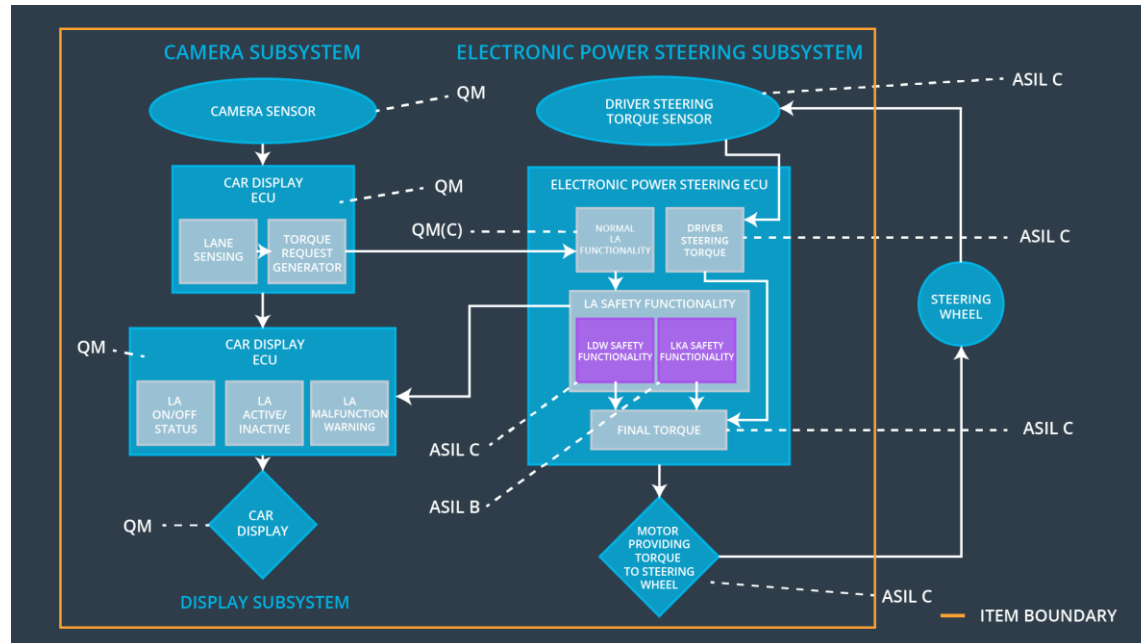 CAMERA SUBSYSTEM
ELECTRONIC POWER STEERING SUBSYSTEM
CAMERA SENSOR
QM
DRIVER STEERING
TORQUE SENSOR
ASIL C
CAR DISPLAY
ECU
QM
LANE
SENSING
TORQUE
REQUEST
GENERATOR
ELECTRONIC POWER STEERING ECU
QM(C)
NORMAL
LA
FUNCTIONALITY
DRIVER
STEERING
TORQUE
ASIL C
STEERING
WHEEL
LA SAFETY FUNCTIONALITY
LDW SAFETY
FUNCTIONALITY
LKA SAFETY
FUNCTIONALITY
QM
CAR DISPLAY
ECU
LA
ON/OFF
STATUS
LA
ACTIVE/
INACTIVE
LA
MALFUNCTION
WARNING
FINAL TORQUE
ASIL C
ASIL C
ASIL B
QM
CAR
DISPLAY
MOTOR
PROVIDING
TORQUE
TO STEERING
WHEEL
ASIL C
DISPLAY SUBSYSTEM
ITEM BOUNDARY